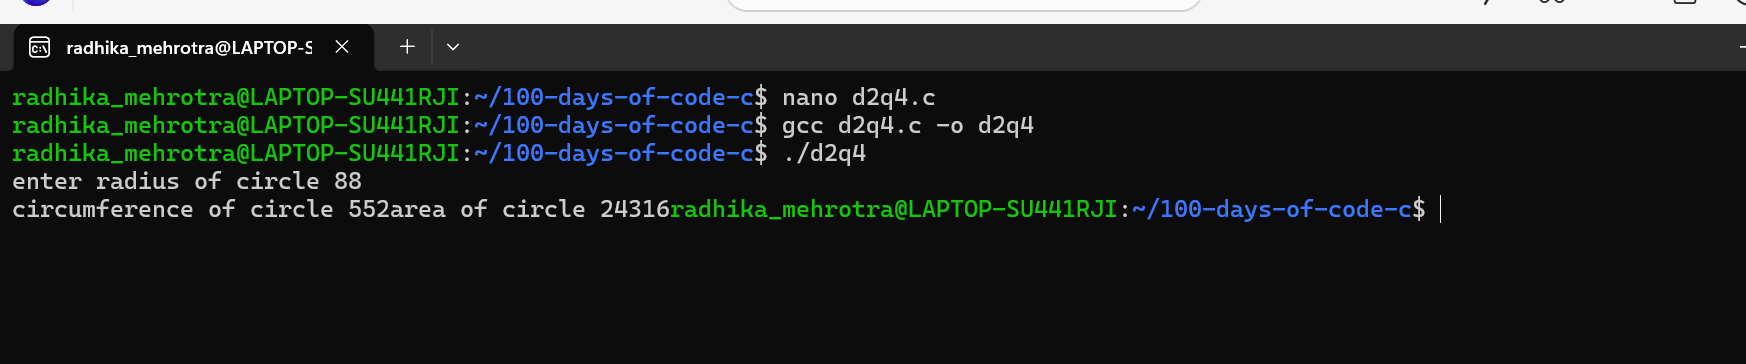 radhika_mehrotra@LAPTOP-S
radhika_mehrotra@LAPTOP-SU441RJI:~/100-days-of-code-c$ nano d2q4.c
radhika_mehrotra@LAPTOP-SU441RJI:~/100-days-of-code-c$ gcc d2q4.c -o d2q4
radhika_mehrotra@LAPTOP-SU441RJI:~/100-days-of-code-c$ ./d2q4
enter radius of circle 88
circumference of circle 552area of circle 24316radhika_mehrotra@LAPTOP-SU441RJI:~/100-days-of-code-c$